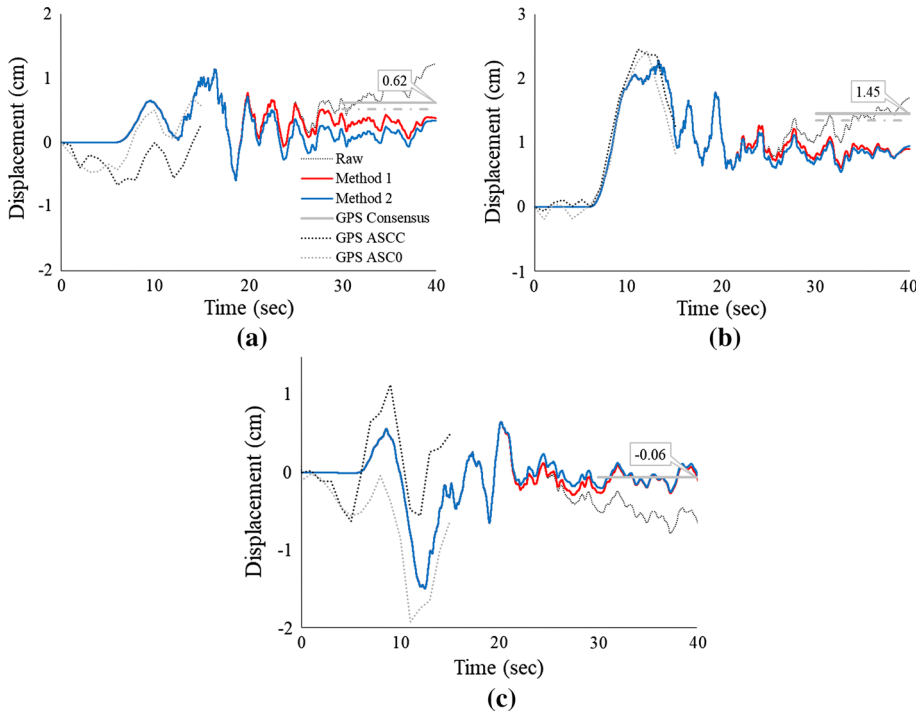 Displacement (cm)
2
1
0
-1
-2
0.62
Raw
Method 1
Method 2
GPS Consensus
GPS ASCC
GPS ASC0
0 10 20 30 40
Time (sec)
(a)
Displacement (cm)
3
2
1
0
-1
1.45
0 10 20 30 40
Time (sec)
(b)
Displacement (cm)
1
0
-1
-2
-0.06
0 10 20 30 40
Time (sec)
(c)